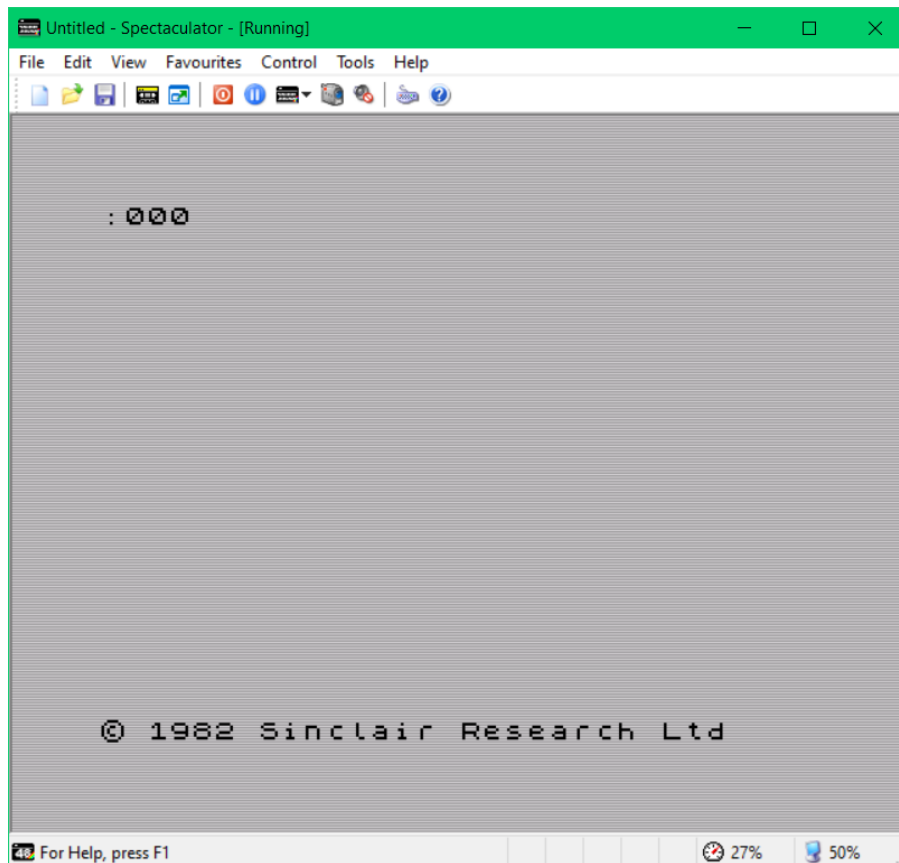 Untitled - Spectaculator - [Running]
File Edit View Favourites Control Tools Help
:000
© 1982 Sinclair Research Ltd
48 For Help, press F1 27% 50%